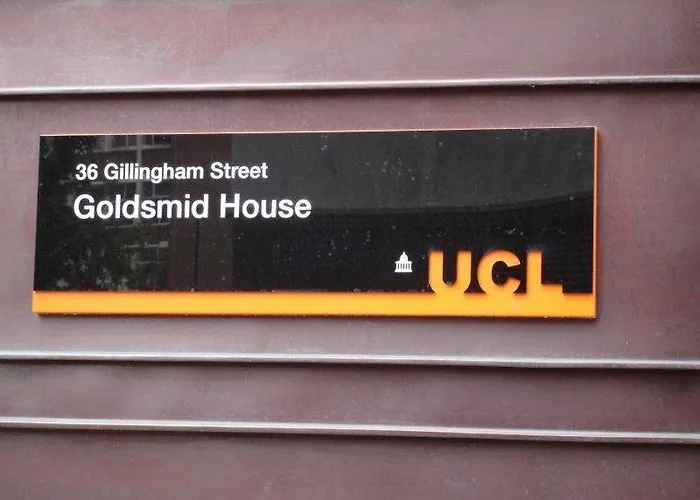 36 Gillingham Street
Goldsmid House
UCL